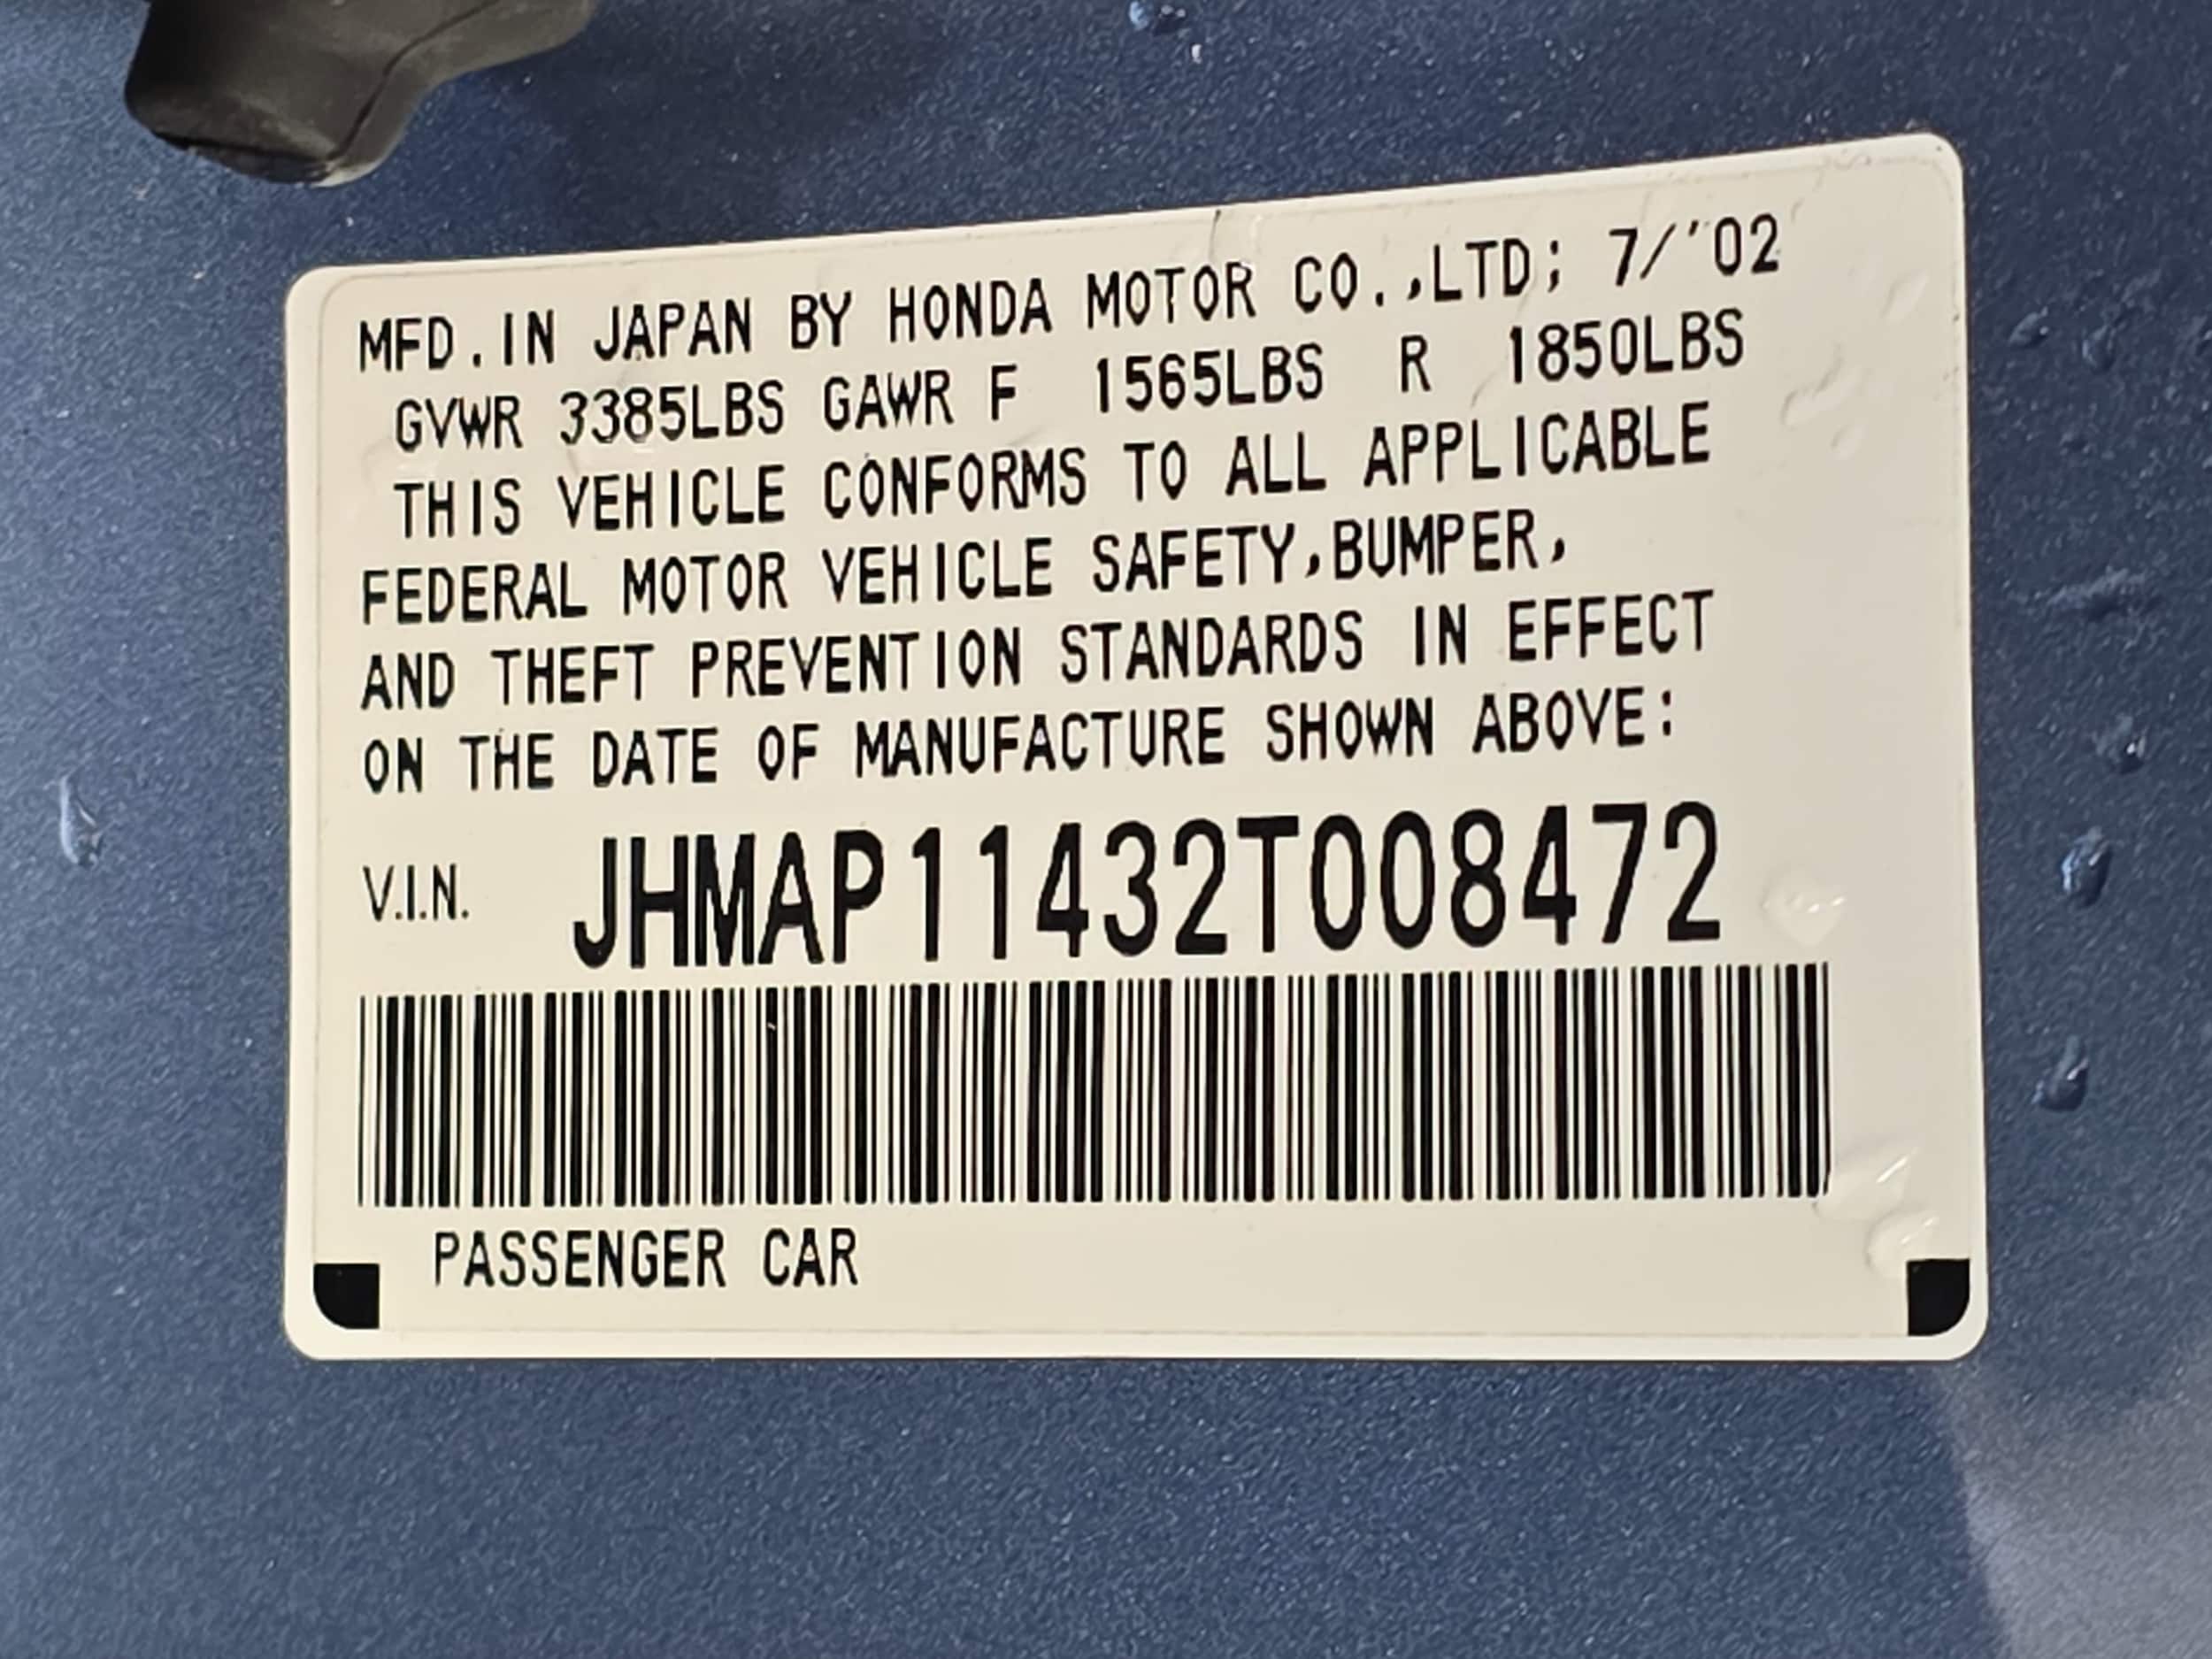 MFD.IN JAPAN BY HONDA MOTOR CO.,LTD; 7/'02
GVWR 3385LBS GAWR F 1565LBS R 1850LBS
THIS VEHICLE CONFORMS TO ALL APPLICABLE
FEDERAL MOTOR VEHICLE SAFETY,BUMPER,
AND THEFT PREVENTION STANDARDS IN EFFECT
ON THE DATE OF MANUFACTURE SHOWN ABOVE:
V.I.N. JHMAP11432T008472
PASSENGER CAR